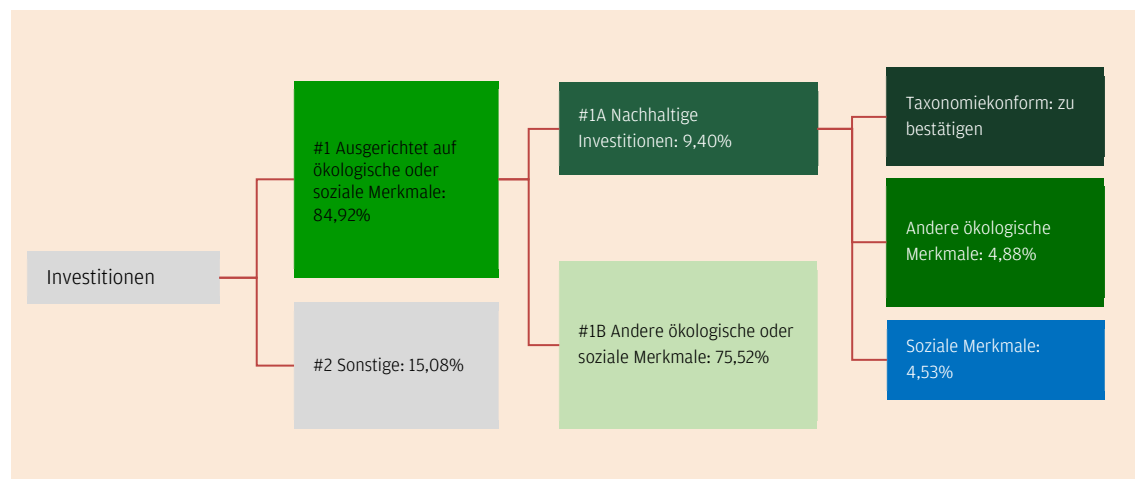 Investitionen
#1 Ausgerichtet auf
ökologische oder
soziale Merkmale:
84,92%
#2 Sonstige: 15,08%
#1A Nachhaltige
Investitionen: 9,40%
#1B Andere ökologische oder
soziale Merkmale: 75,52%
Taxonomiekonform: zu
bestätigen
Andere ökologische
Merkmale: 4,88%
Soziale Merkmale:
4,53%